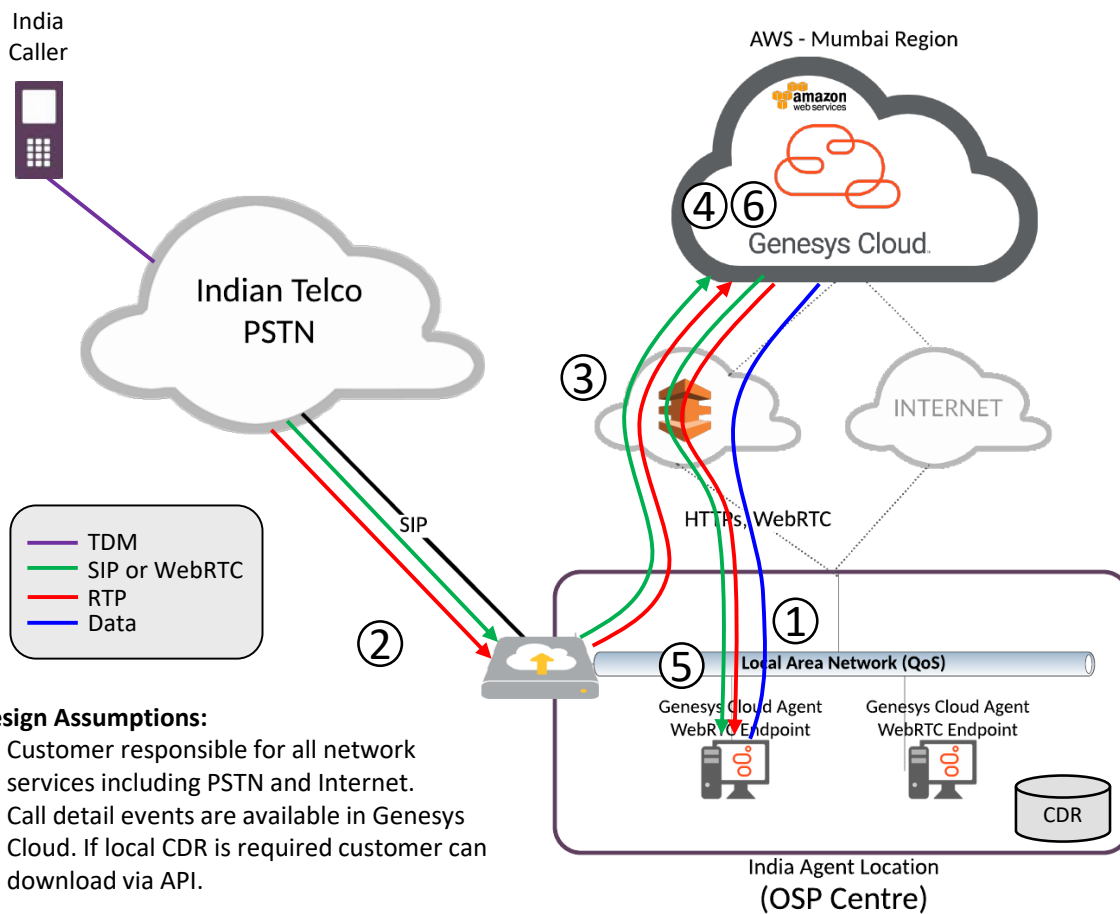 India
Caller
AWS - Mumbai Region
amazon
web services
④ ⑥
Genesys Cloud
Indian Telco
PSTN
③
INTERNET
SIP
HTTPs, WebRTC
TDM
SIP or WebRTC
RTP
Data
②
①
⑤
Local Area Network (QoS)
Genesys Cloud Agent
WebRTC Endpoint
Genesys Cloud Agent
WebRTC Endpoint
CDR
esign Assumptions:
Customer responsible for all network
services including PSTN and Internet.
Call detail events are available in Genesys
Cloud. If local CDR is required customer can
download via API.
India Agent Location
(OSP Centre)